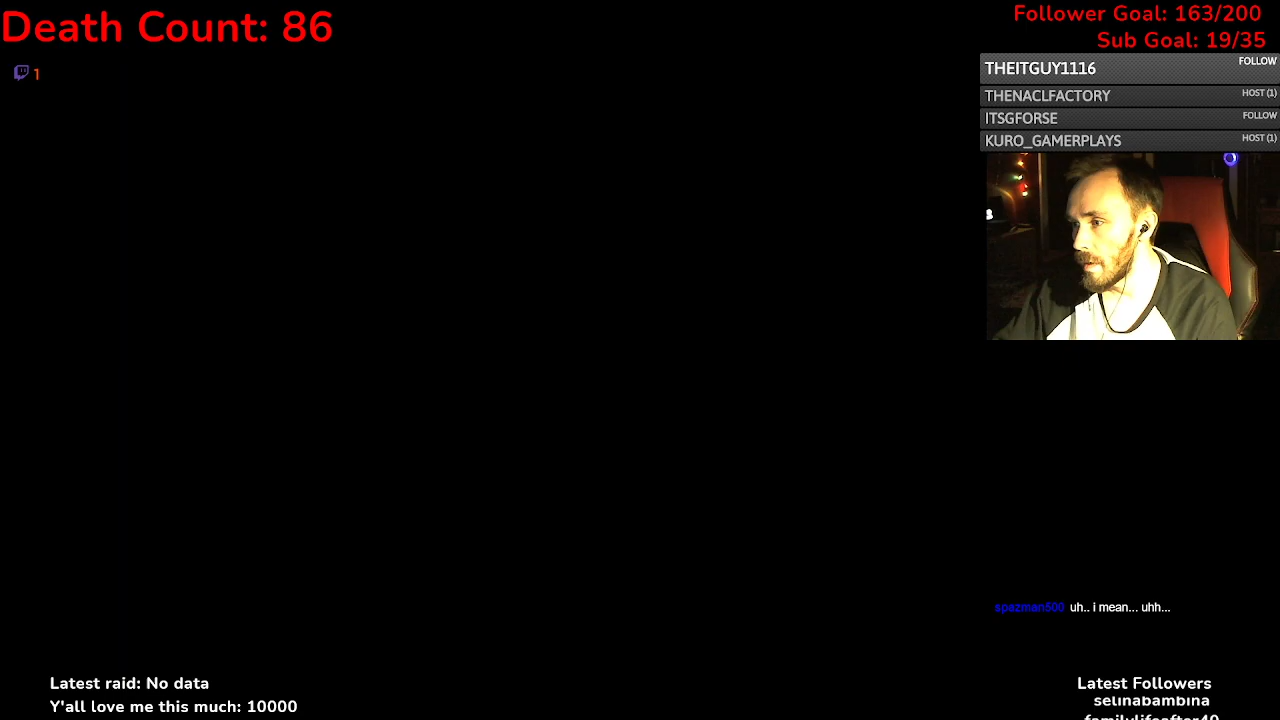 Death Count: 86
1
Follower Goal: 163/200
Sub Goal: 19/35
THEITGUY1116 FOLLOW
THENACLFACTORY HOST (1)
ITSGFORSE FOLLOW
KURO_GAMERPLAYS HOST (1)
spazman500 uh.. i mean... uhh...
Latest raid: No data
Y'all love me this much: 10000
Latest Followers
selinabambina
familylifeafter40